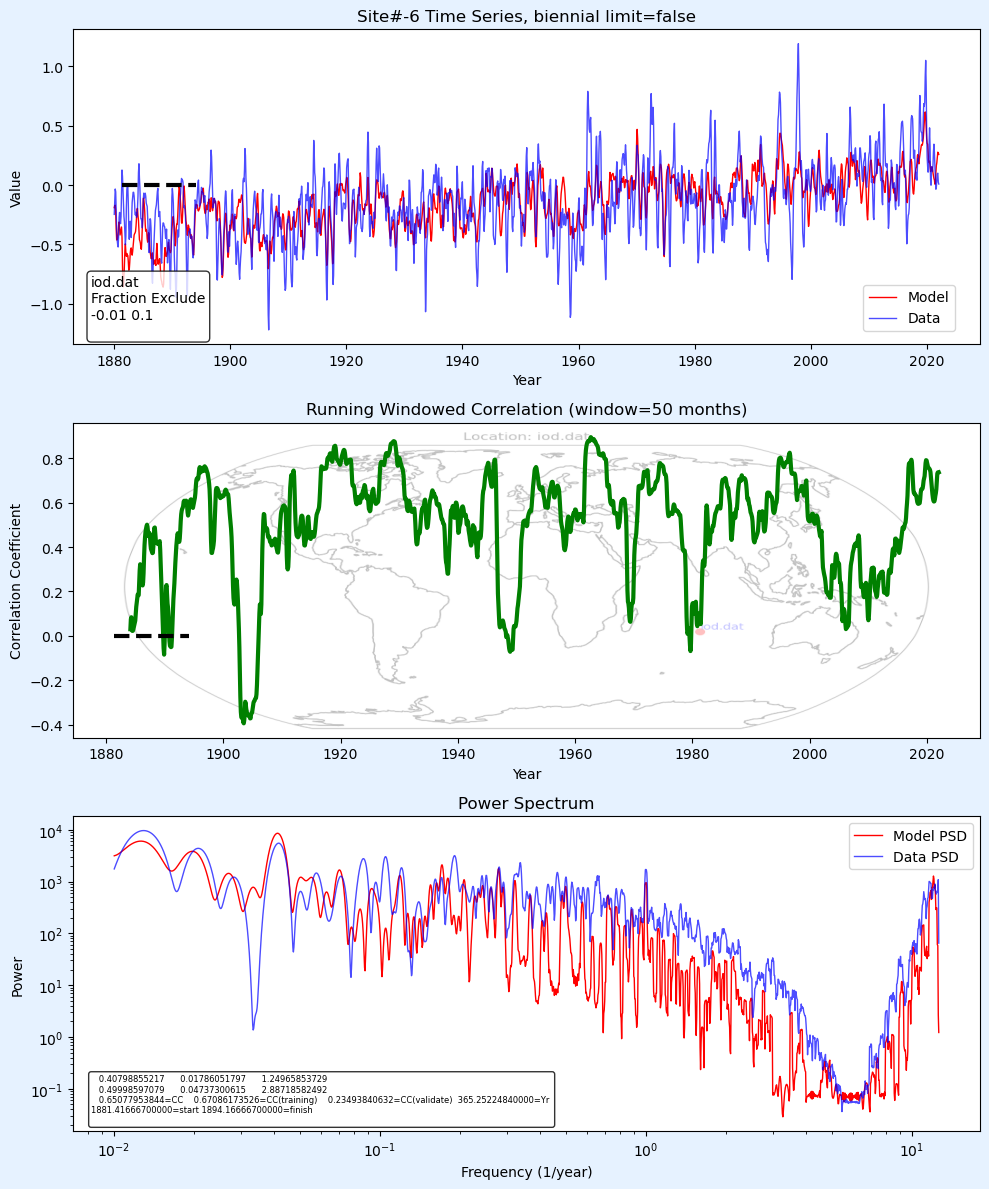 Site#-6 Time Series, biennial limit=false
Value
1.0
0.5
0.0
−0.5
−1.0
iod.dat
Fraction Exclude
-0.01 0.1
Model
Data
1880 1900 1920 1940 1960 1980 2000 2020
Year
Running Windowed Correlation (window=50 months)
Location: iod.dat
Correlation Coefficient
0.8
0.6
0.4
0.2
0.0
−0.2
−0.4
iod.dat
1880 1900 1920 1940 1960 1980 2000 2020
Year
Power Spectrum
Power
10^4
10^3
10^2
10^1
10^0
10^−1
Model PSD
Data PSD
0.40798855217 0.01786051797 1.24965853729
0.49998597079 0.04737300615 2.88718582492
0.65077953844=CC 0.67086173526=CC(training) 0.23493840632=CC(validate) 365.25224840000=Yr
1881.41666700000=start 1894.16666700000=finish
10^−2 10^−1 10^0 10^1
Frequency (1/year)